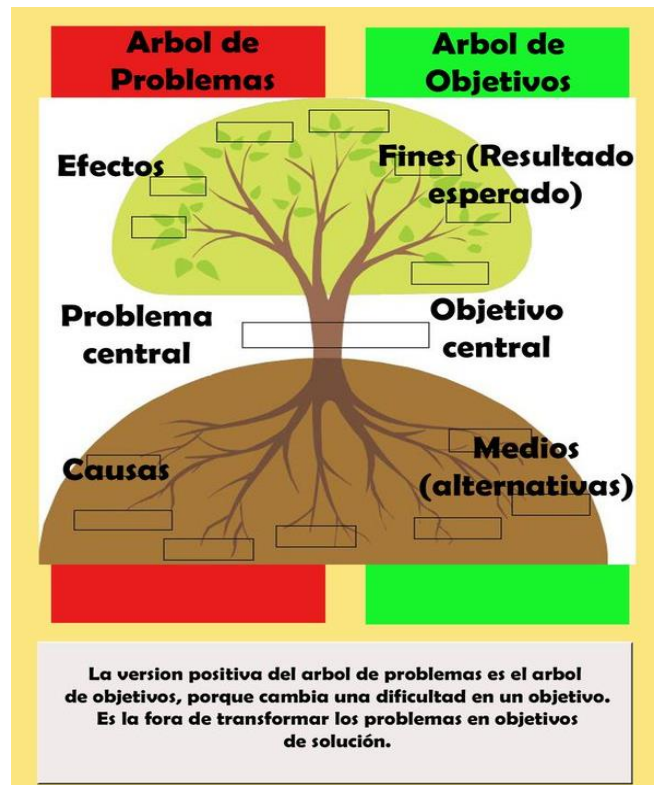 Arbol de
Problemas
Arbol de
Objetivos
Efectos
Fines (Resultado
esperado)
Problema
central
Objetivo
central
Causas
Medios
(alternativas)
La version positiva del arbol de problemas es el arbol
de objetivos, porque cambia una dificultad en un objetivo.
Es la fora de transformar los problemas en objetivos
de solución.